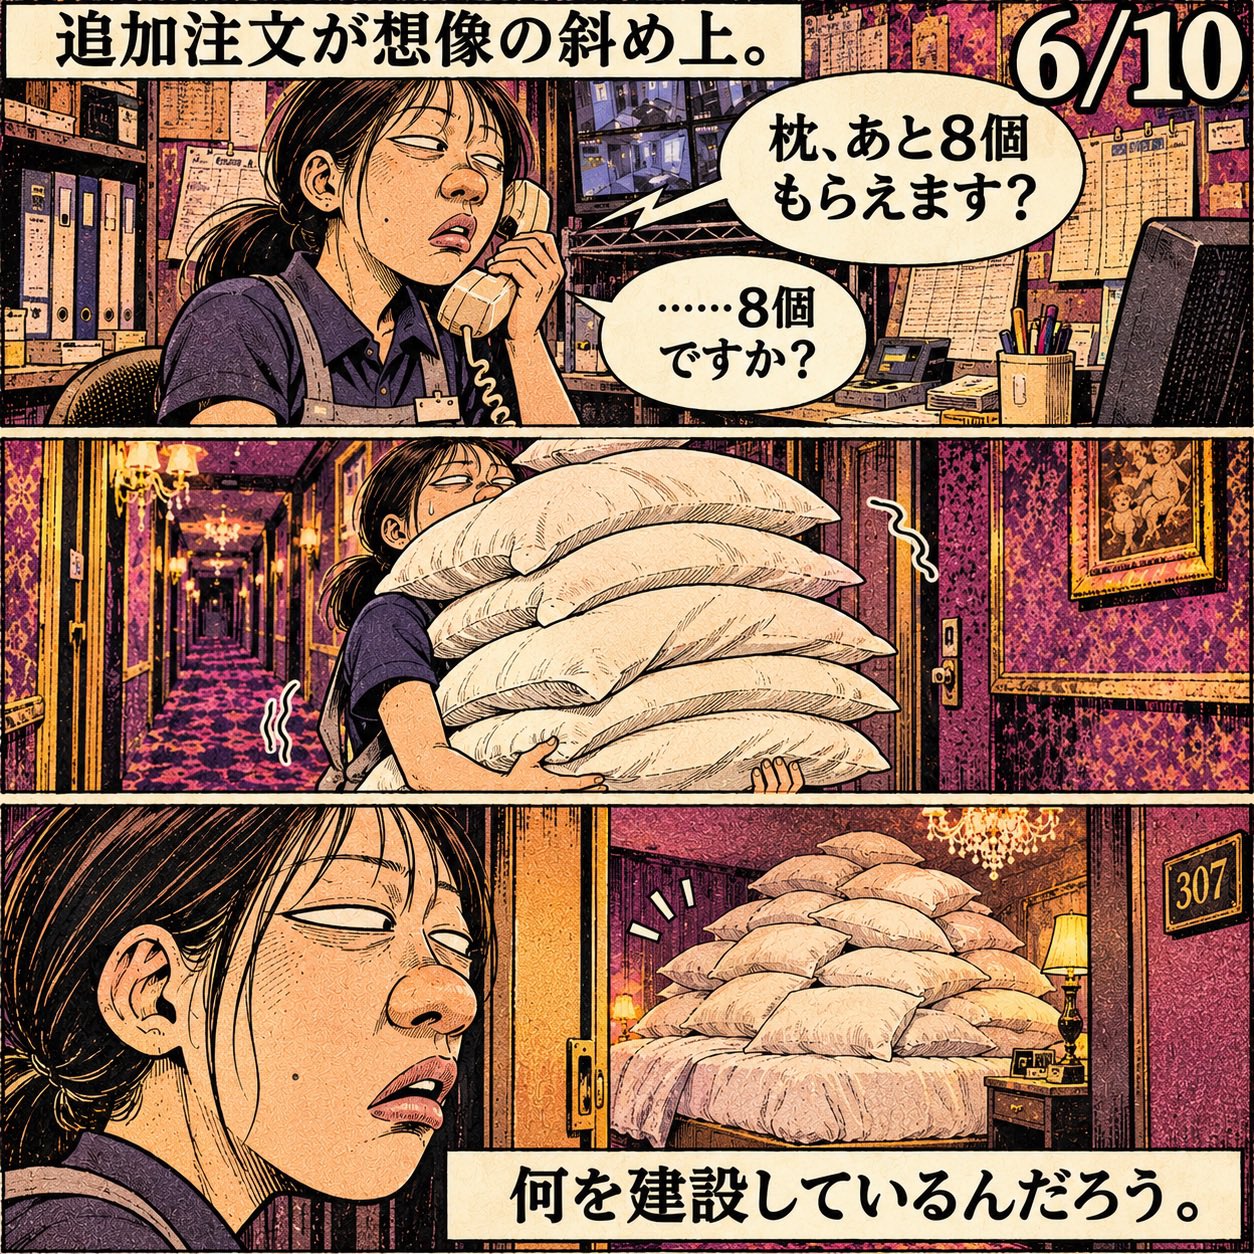 追加注文が想像の斜め上。
6/10
枕、あと8個
もらえます?
……8個
ですか?
307
何を建設しているんだろう。